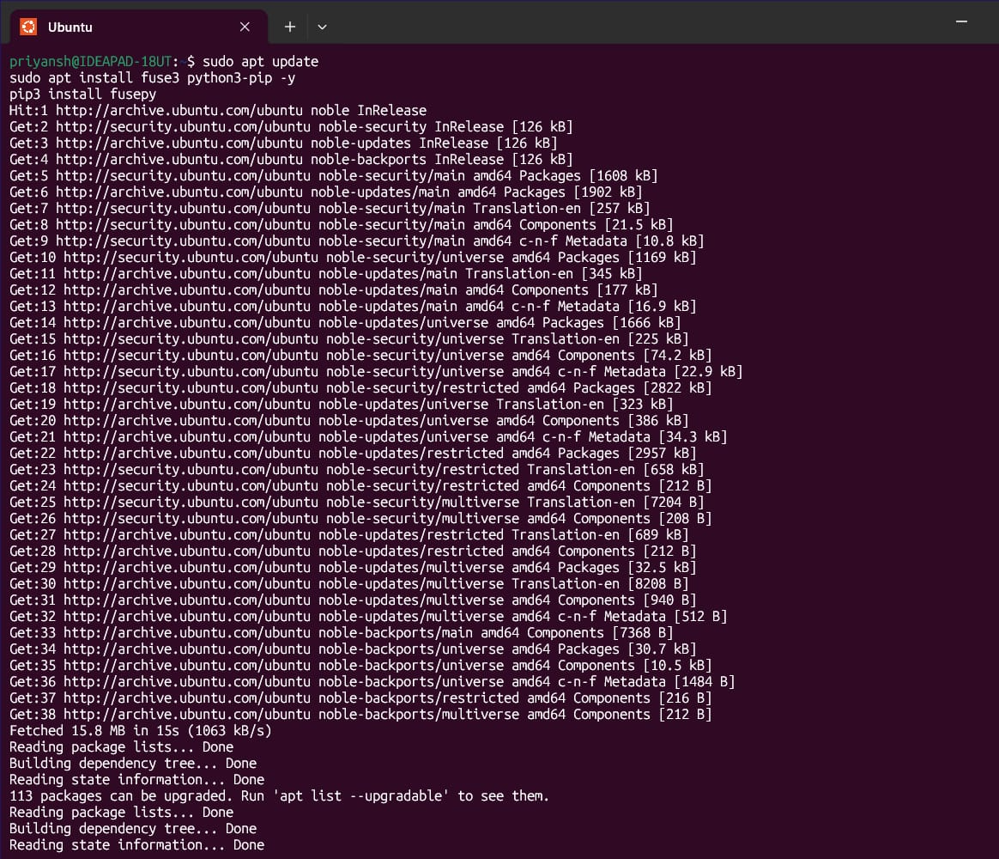 Ubuntu
priyansh@IDEAPAD-18UT:~$ sudo apt update
sudo apt install fuse3 python3-pip -y
pip3 install fusepy
Hit:1 http://archive.ubuntu.com/ubuntu noble InRelease
Get:2 http://security.ubuntu.com/ubuntu noble-security InRelease [126 kB]
Get:3 http://archive.ubuntu.com/ubuntu noble-updates InRelease [126 kB]
Get:4 http://archive.ubuntu.com/ubuntu noble-backports InRelease [126 kB]
Get:5 http://security.ubuntu.com/ubuntu noble-security/main amd64 Packages [1608 kB]
Get:6 http://archive.ubuntu.com/ubuntu noble-updates/main amd64 Packages [1902 kB]
Get:7 http://security.ubuntu.com/ubuntu noble-security/main Translation-en [257 kB]
Get:8 http://security.ubuntu.com/ubuntu noble-security/main amd64 Components [21.5 kB]
Get:9 http://security.ubuntu.com/ubuntu noble-security/main amd64 c-n-f Metadata [10.8 kB]
Get:10 http://security.ubuntu.com/ubuntu noble-security/universe amd64 Packages [1169 kB]
Get:11 http://archive.ubuntu.com/ubuntu noble-updates/main Translation-en [345 kB]
Get:12 http://archive.ubuntu.com/ubuntu noble-updates/main amd64 Components [177 kB]
Get:13 http://archive.ubuntu.com/ubuntu noble-updates/main amd64 c-n-f Metadata [16.9 kB]
Get:14 http://archive.ubuntu.com/ubuntu noble-updates/universe amd64 Packages [1666 kB]
Get:15 http://security.ubuntu.com/ubuntu noble-security/universe Translation-en [225 kB]
Get:16 http://security.ubuntu.com/ubuntu noble-security/universe amd64 Components [74.2 kB]
Get:17 http://security.ubuntu.com/ubuntu noble-security/universe amd64 c-n-f Metadata [22.9 kB]
Get:18 http://security.ubuntu.com/ubuntu noble-security/restricted amd64 Packages [2822 kB]
Get:19 http://archive.ubuntu.com/ubuntu noble-updates/universe Translation-en [323 kB]
Get:20 http://archive.ubuntu.com/ubuntu noble-updates/universe amd64 Components [386 kB]
Get:21 http://archive.ubuntu.com/ubuntu noble-updates/universe amd64 c-n-f Metadata [34.3 kB]
Get:22 http://archive.ubuntu.com/ubuntu noble-updates/restricted amd64 Packages [2957 kB]
Get:23 http://security.ubuntu.com/ubuntu noble-security/restricted Translation-en [658 kB]
Get:24 http://security.ubuntu.com/ubuntu noble-security/restricted amd64 Components [212 B]
Get:25 http://security.ubuntu.com/ubuntu noble-security/multiverse Translation-en [7204 B]
Get:26 http://security.ubuntu.com/ubuntu noble-security/multiverse amd64 Components [208 B]
Get:27 http://archive.ubuntu.com/ubuntu noble-updates/restricted Translation-en [689 kB]
Get:28 http://archive.ubuntu.com/ubuntu noble-updates/restricted amd64 Components [212 B]
Get:29 http://archive.ubuntu.com/ubuntu noble-updates/multiverse amd64 Packages [32.5 kB]
Get:30 http://archive.ubuntu.com/ubuntu noble-updates/multiverse Translation-en [8208 B]
Get:31 http://archive.ubuntu.com/ubuntu noble-updates/multiverse amd64 Components [940 B]
Get:32 http://archive.ubuntu.com/ubuntu noble-updates/multiverse amd64 c-n-f Metadata [512 B]
Get:33 http://archive.ubuntu.com/ubuntu noble-backports/main amd64 Components [7368 B]
Get:34 http://archive.ubuntu.com/ubuntu noble-backports/universe amd64 Packages [30.7 kB]
Get:35 http://archive.ubuntu.com/ubuntu noble-backports/universe amd64 Components [10.5 kB]
Get:36 http://archive.ubuntu.com/ubuntu noble-backports/universe amd64 c-n-f Metadata [1484 B]
Get:37 http://archive.ubuntu.com/ubuntu noble-backports/restricted amd64 Components [216 B]
Get:38 http://archive.ubuntu.com/ubuntu noble-backports/multiverse amd64 Components [212 B]
Fetched 15.8 MB in 15s (1063 kB/s)
Reading package lists... Done
Building dependency tree... Done
Reading state information... Done
113 packages can be upgraded. Run 'apt list --upgradable' to see them.
Reading package lists... Done
Building dependency tree... Done
Reading state information... Done